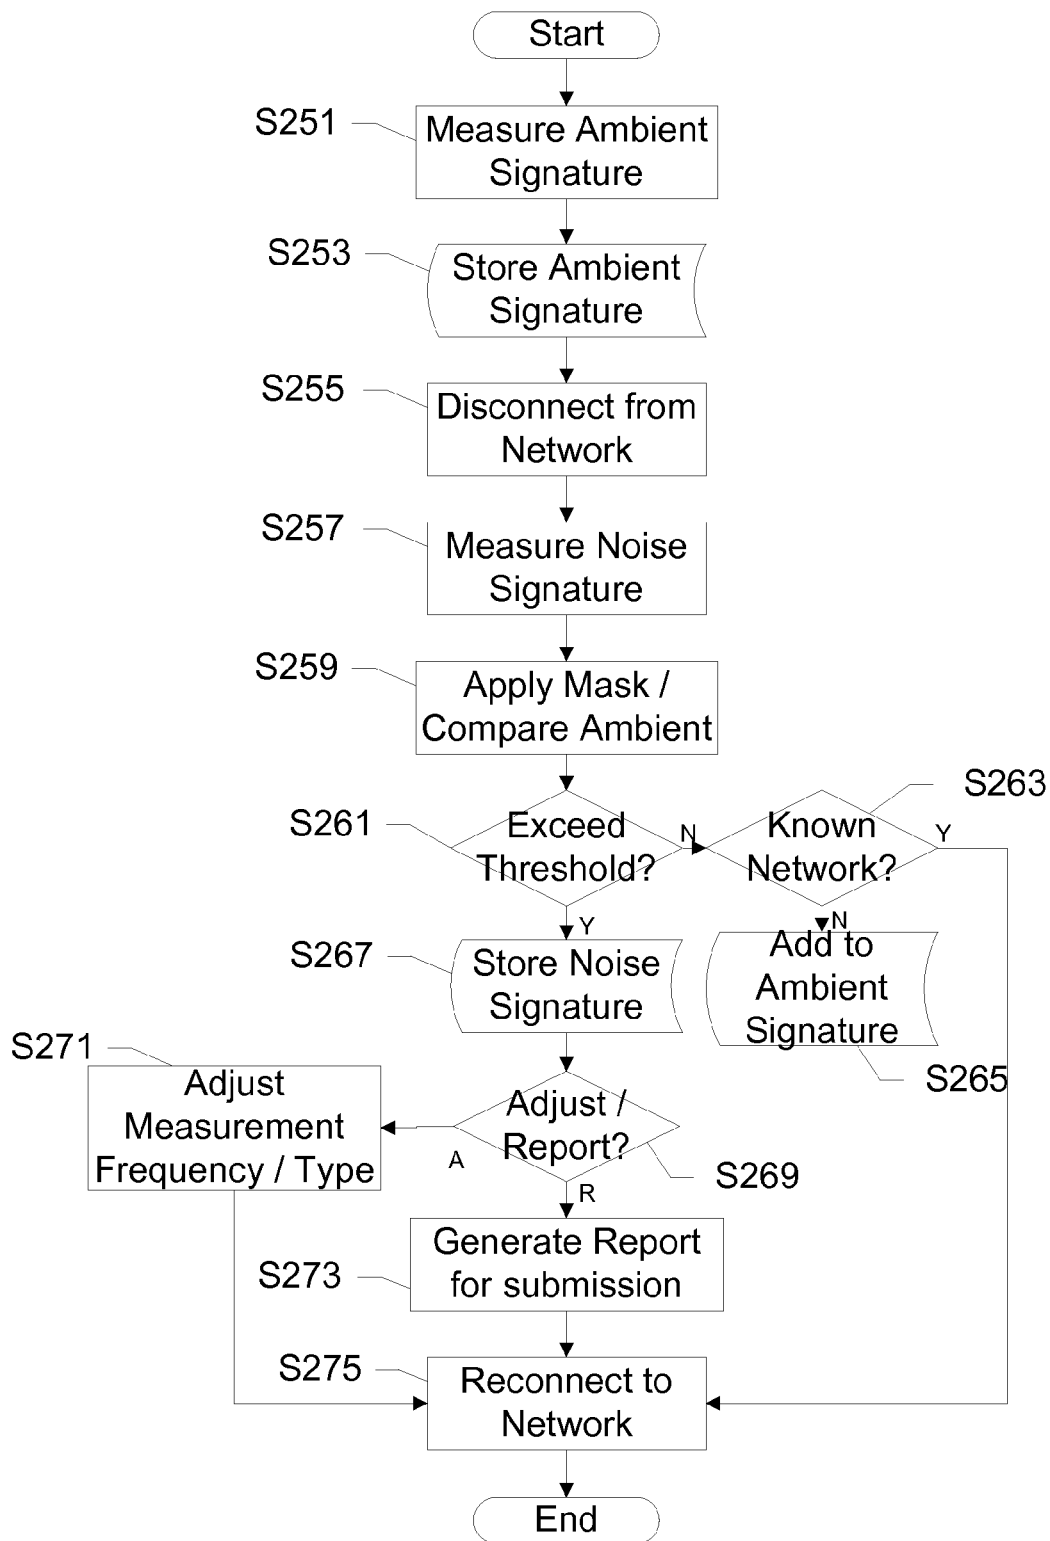 Start
S251
Measure Ambient
Signature
S253
Store Ambient
Signature
S255
Disconnect from
Network
S257
Measure Noise
Signature
S259
Apply Mask /
Compare Ambient
S261
Exceed
Threshold?
N
Y
S263
Known
Network?
Y
N
S267
Store Noise
Signature
Add to
Ambient
Signature
S265
S271
Adjust
Measurement
Frequency / Type
Adjust /
Report?
A
R
S269
S273
Generate Report
for submission
S275
Reconnect to
Network
End